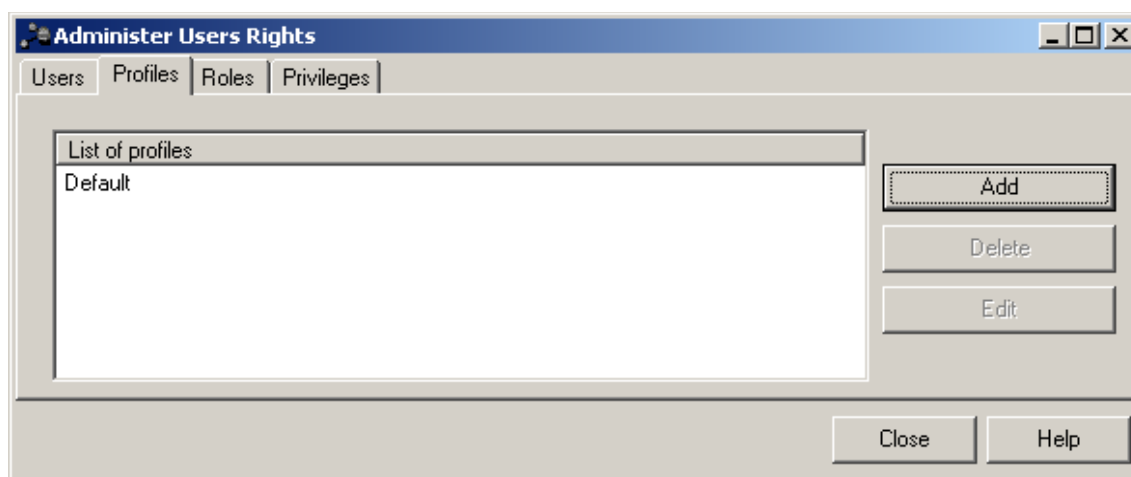 Administer Users Rights
Users Profiles Roles Privileges
List of profiles
Default
Add
Delete
Edit
Close Help